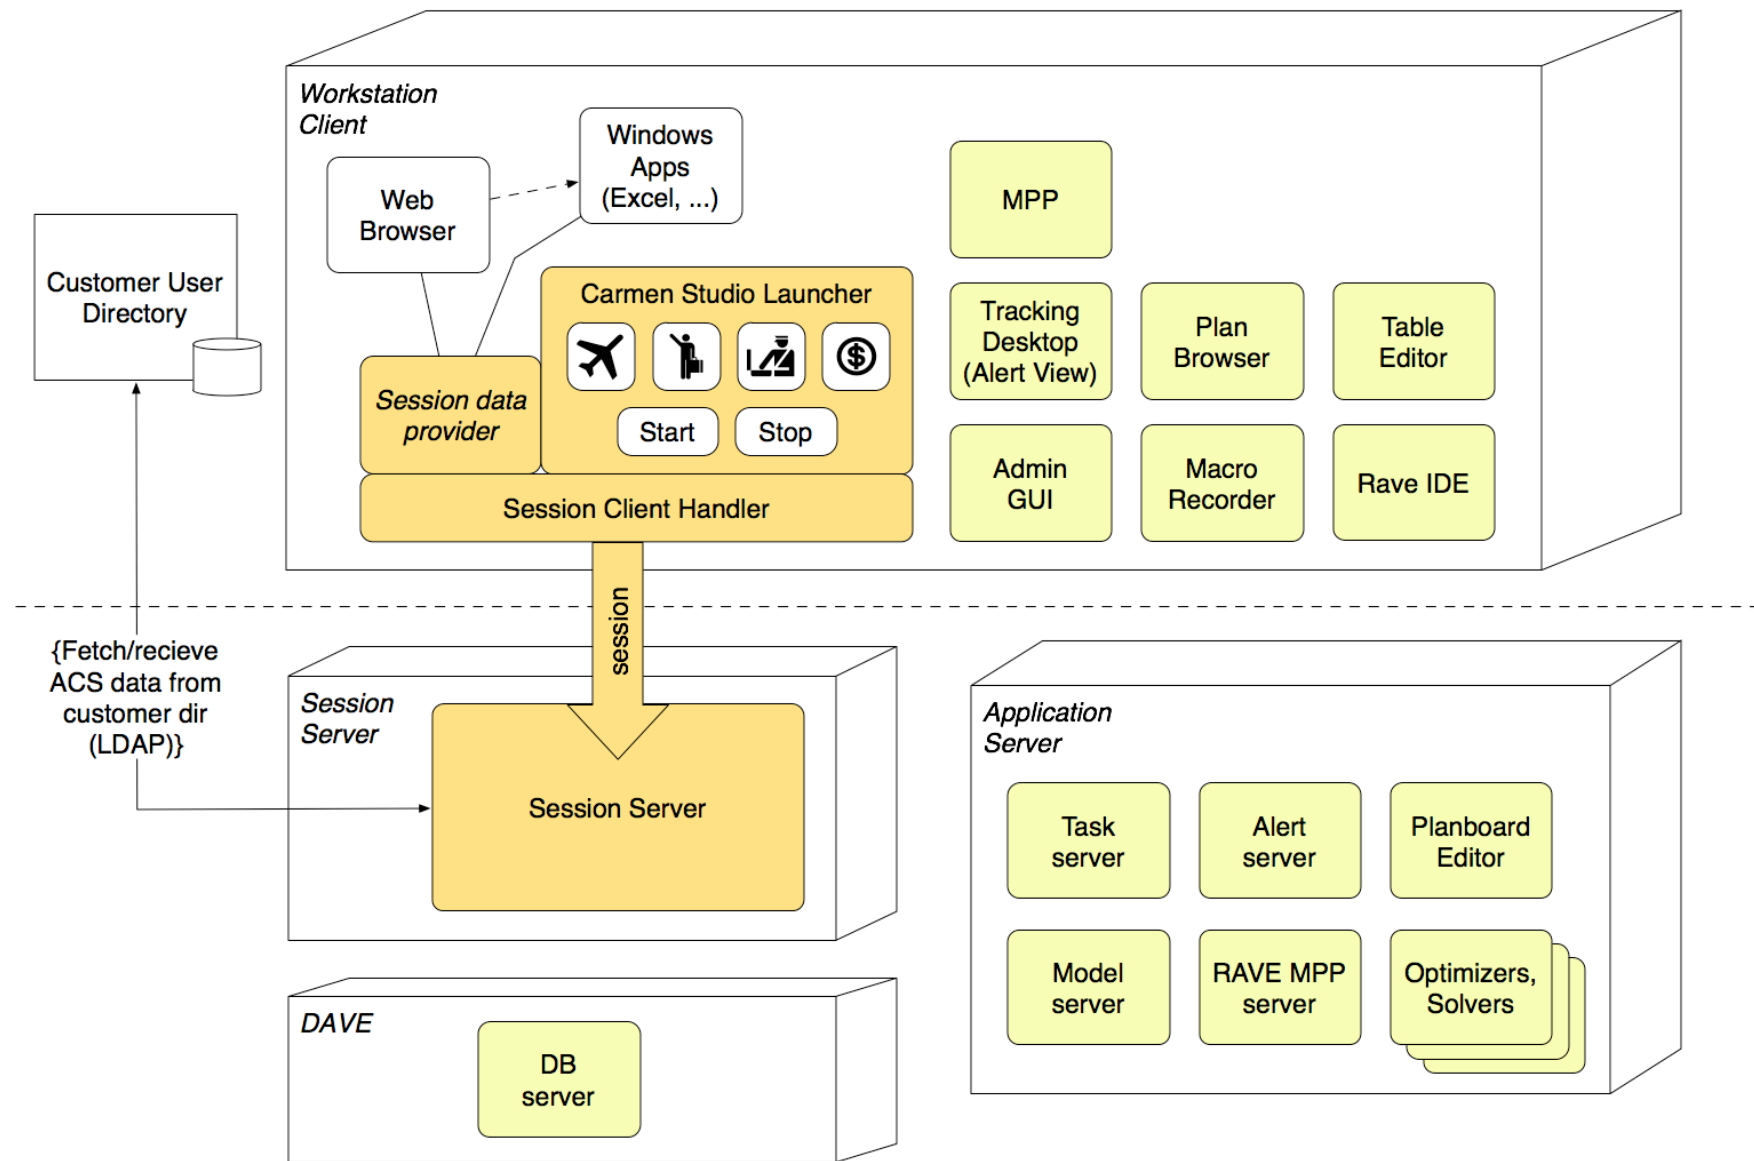 Workstation
Client
Web
Browser
Windows
Apps
(Excel, ...)
MPP
Customer User
Directory
Carmen Studio Launcher
$
Start
Stop
Session data
provider
Session Client Handler
Tracking
Desktop
(Alert View)
Plan
Browser
Table
Editor
Admin
GUI
Macro
Recorder
Rave IDE
session
{Fetch/recieve
ACS data from
customer dir
(LDAP)}
Session
Server
Session Server
Application
Server
Task
server
Alert
server
Planboard
Editor
Model
server
RAVE MPP
server
Optimizers,
Solvers
DAVE
DB
server